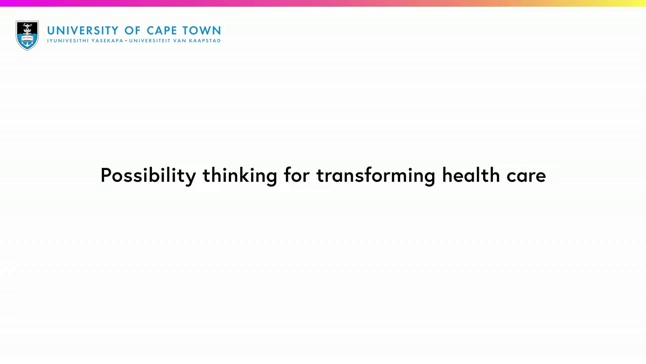 UNIVERSITY OF CAPE TOWN
IYUNIVESITHI YASEKAPA • UNIVERSITEIT VAN KAAPSTAD
Possibility thinking for transforming health care